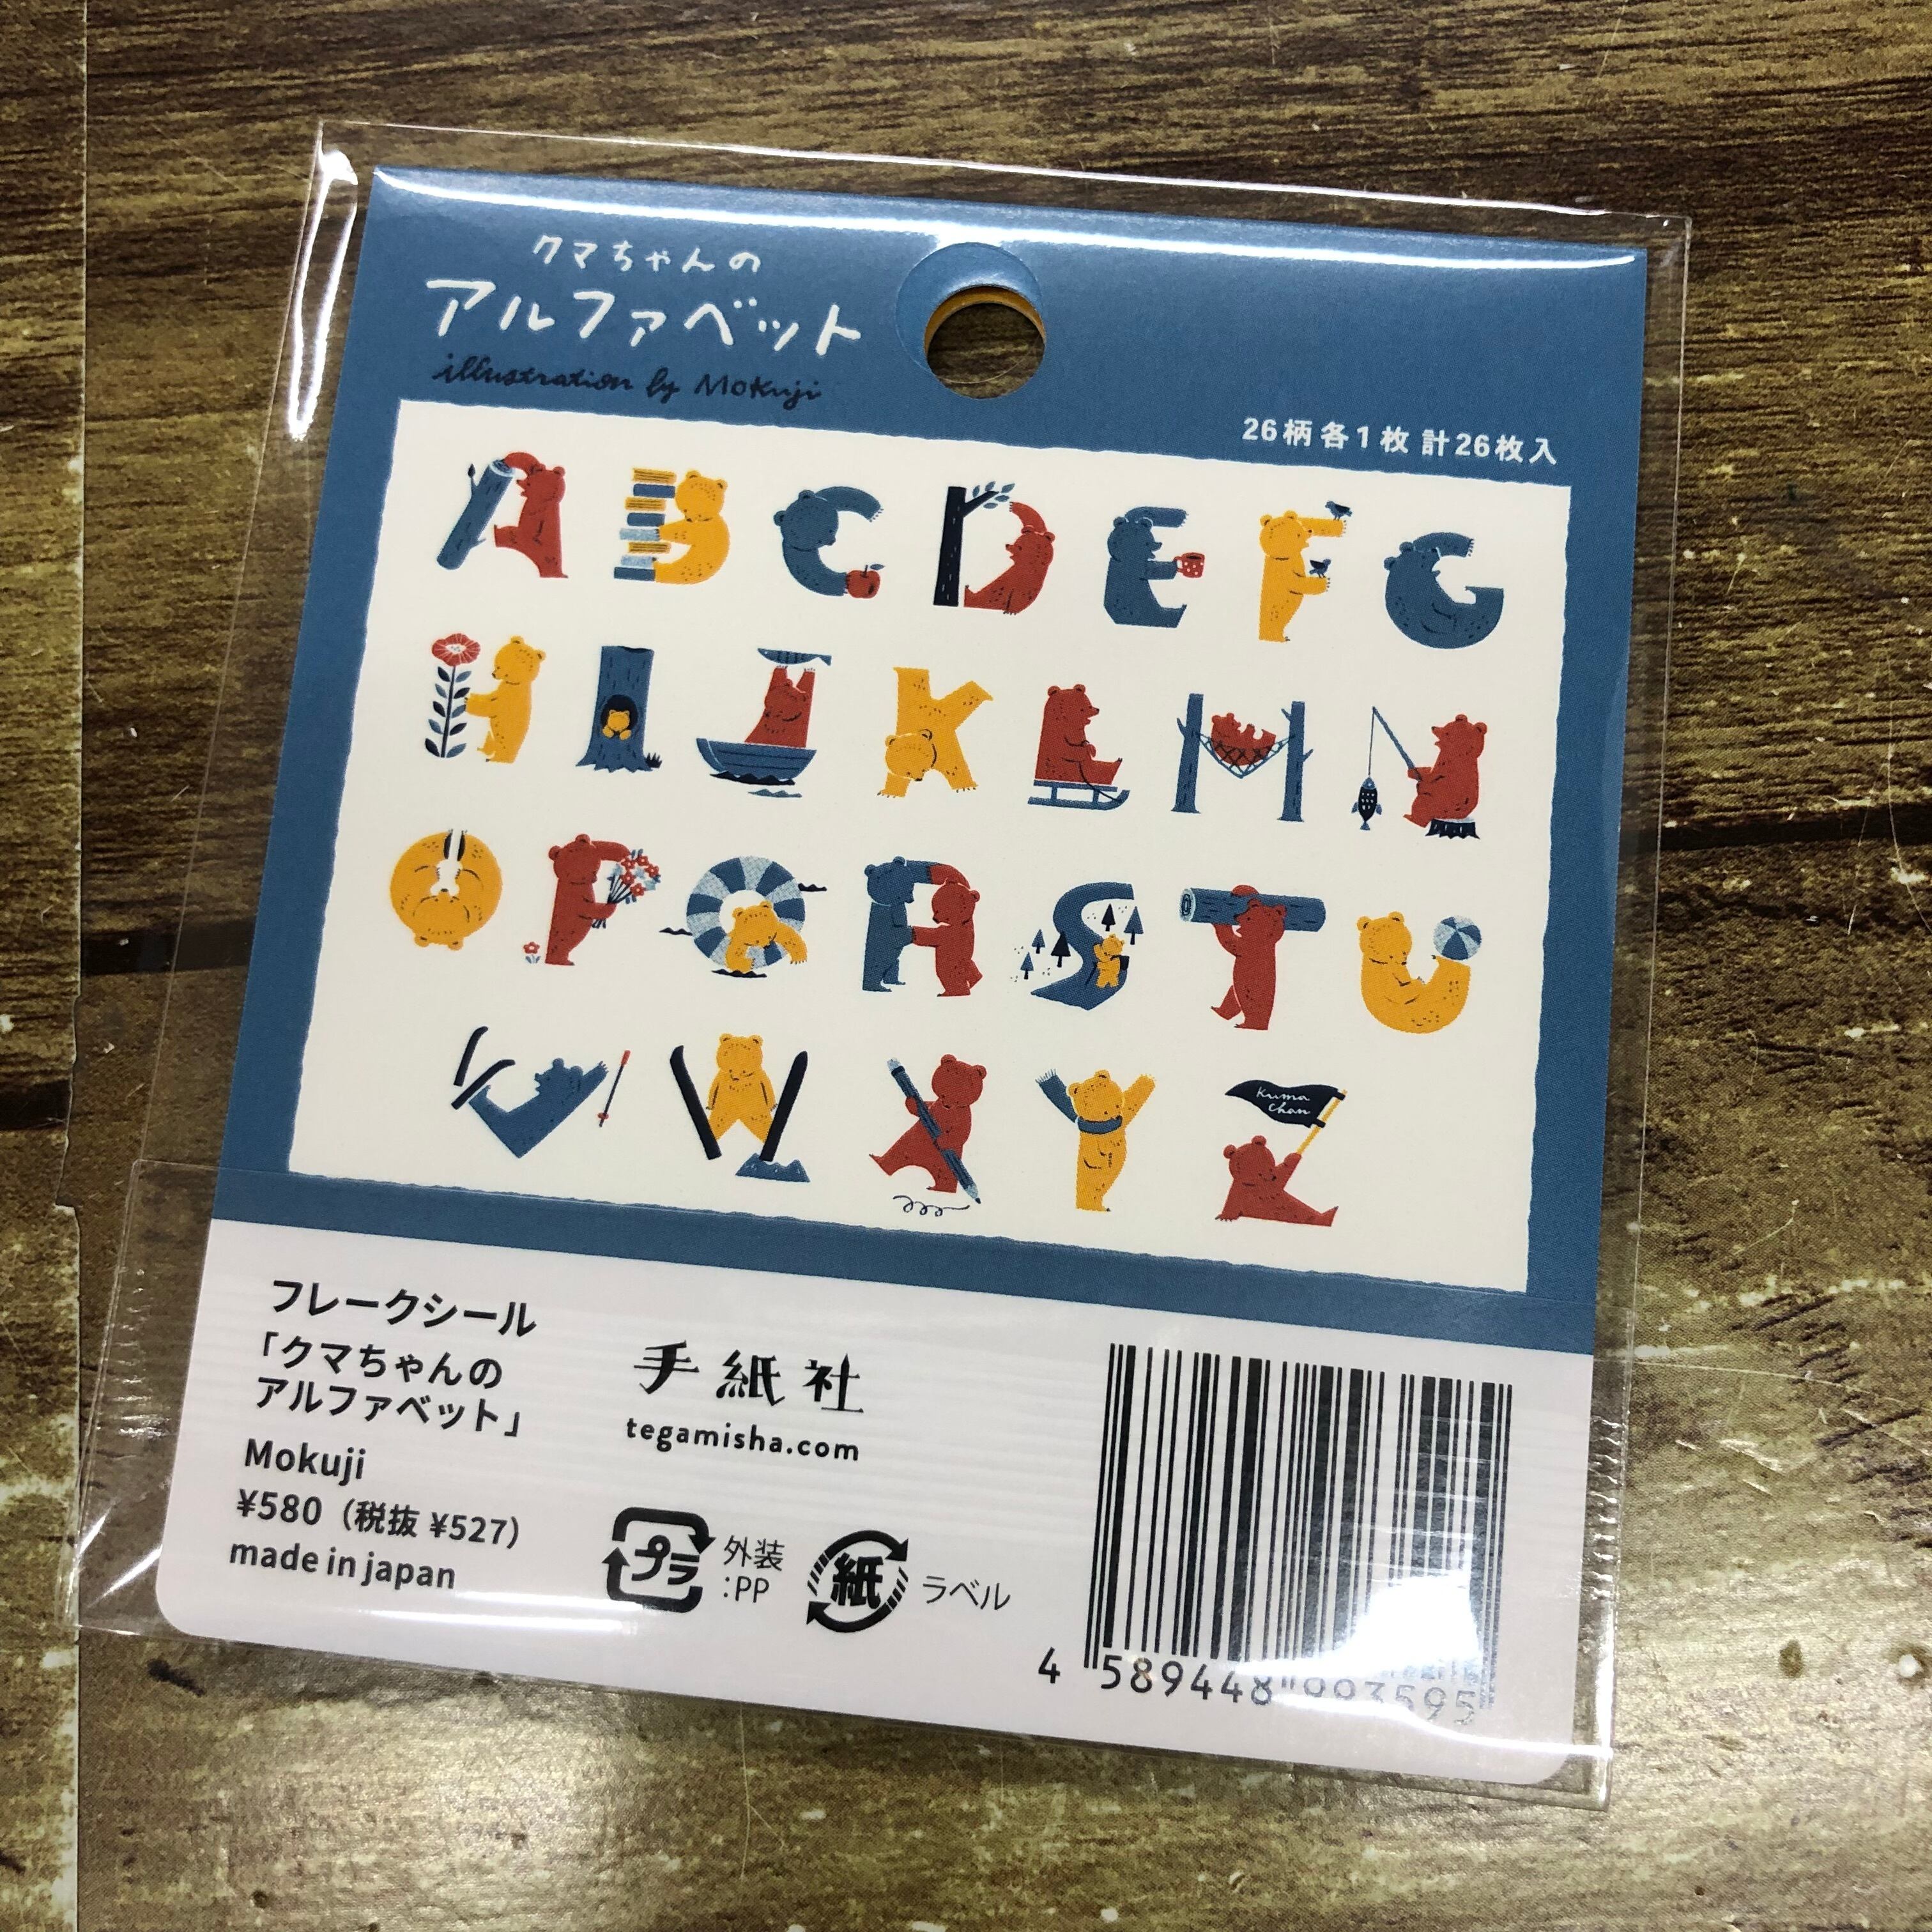 クマちゃんの
アルファベット
illustration by Mokuji
26柄各1枚 計26枚入
A B C D E F G
H I J K L M N
O P Q R S T U
V W X Y Z
Kuma
chan
フレークシール
「クマちゃんの
アルファベット」
Mokuji
¥580（税抜 ¥527）
made in japan
手紙社
tegamisha.com
プラ
外装
:PP
紙
ラベル
4 589448 993595